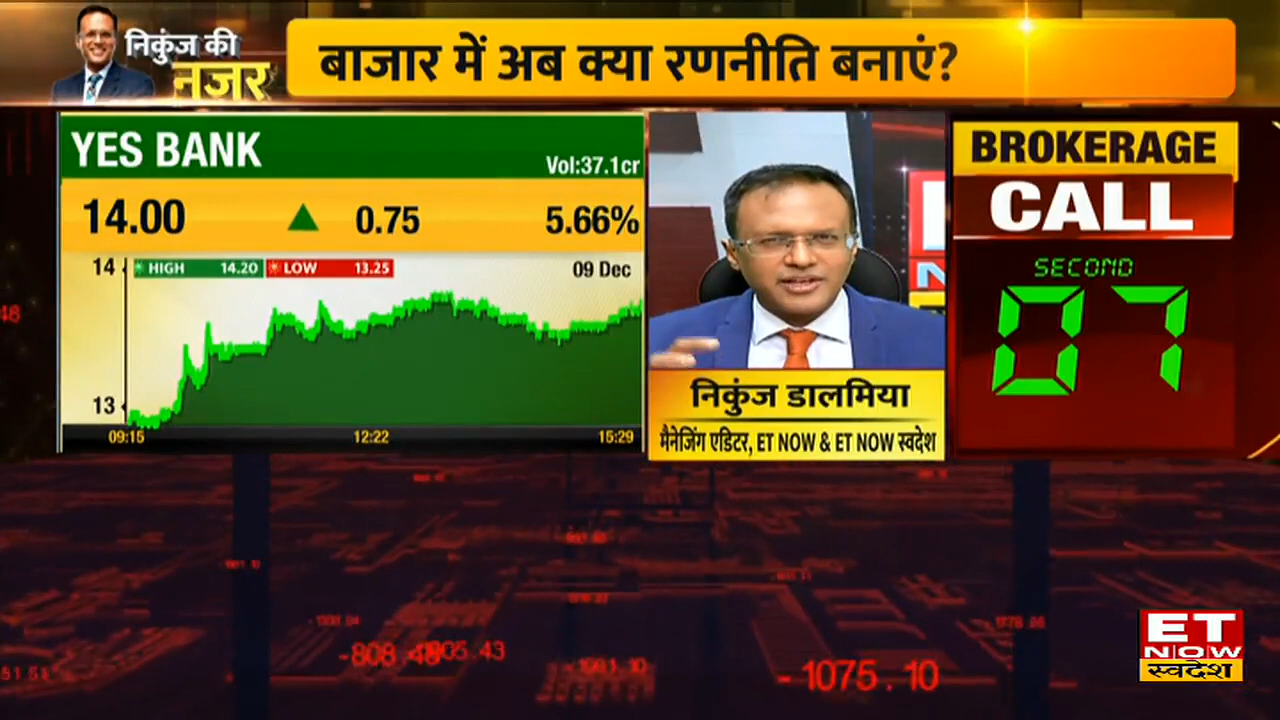 निकुंज की
नज़र
बाजार में अब क्या रणनीति बनाएं?
YES BANK
Vol:37.1cr
14.00 ▲ 0.75 5.66%
14
HIGH 14.20 LOW 13.25
09 Dec
13
09:15 12:22 15:29
निकुंज डालमिया
मैनेजिंग एडिटर, ET NOW & ET NOW स्वदेश
BROKERAGE
CALL
SECOND
07
-1075.10
ET
NOW
स्वदेश